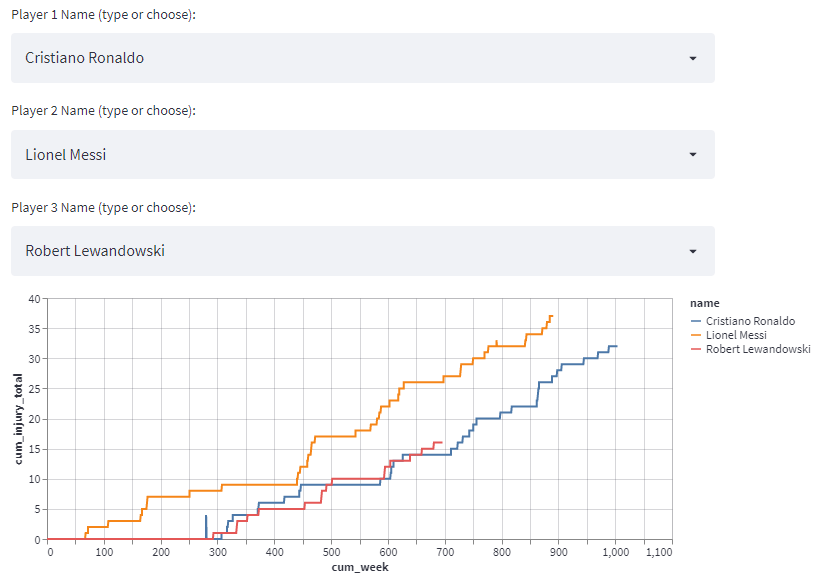 Player 1 Name (type or choose):
Cristiano Ronaldo
Player 2 Name (type or choose):
Lionel Messi
Player 3 Name (type or choose):
Robert Lewandowski
40
35
30
25
20
15
10
5
0
cum_injury_total
0 100 200 300 400 500 600 700 800 900 1,000 1,100
cum_week
name
Cristiano Ronaldo
Lionel Messi
Robert Lewandowski